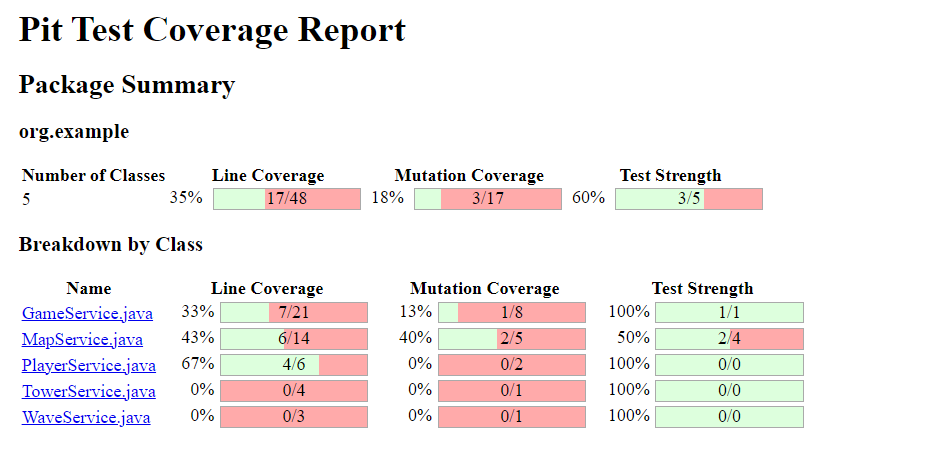 Pit Test Coverage Report
Package Summary
org.example
Number of Classes Line Coverage Mutation Coverage Test Strength
5 35% 17/48 18% 3/17 60% 3/5
Breakdown by Class
Name Line Coverage Mutation Coverage Test Strength
GameService.java 33% 7/21 13% 1/8 100% 1/1
MapService.java 43% 6/14 40% 2/5 50% 2/4
PlayerService.java 67% 4/6 0% 0/2 100% 0/0
TowerService.java 0% 0/4 0% 0/1 100% 0/0
WaveService.java 0% 0/3 0% 0/1 100% 0/0